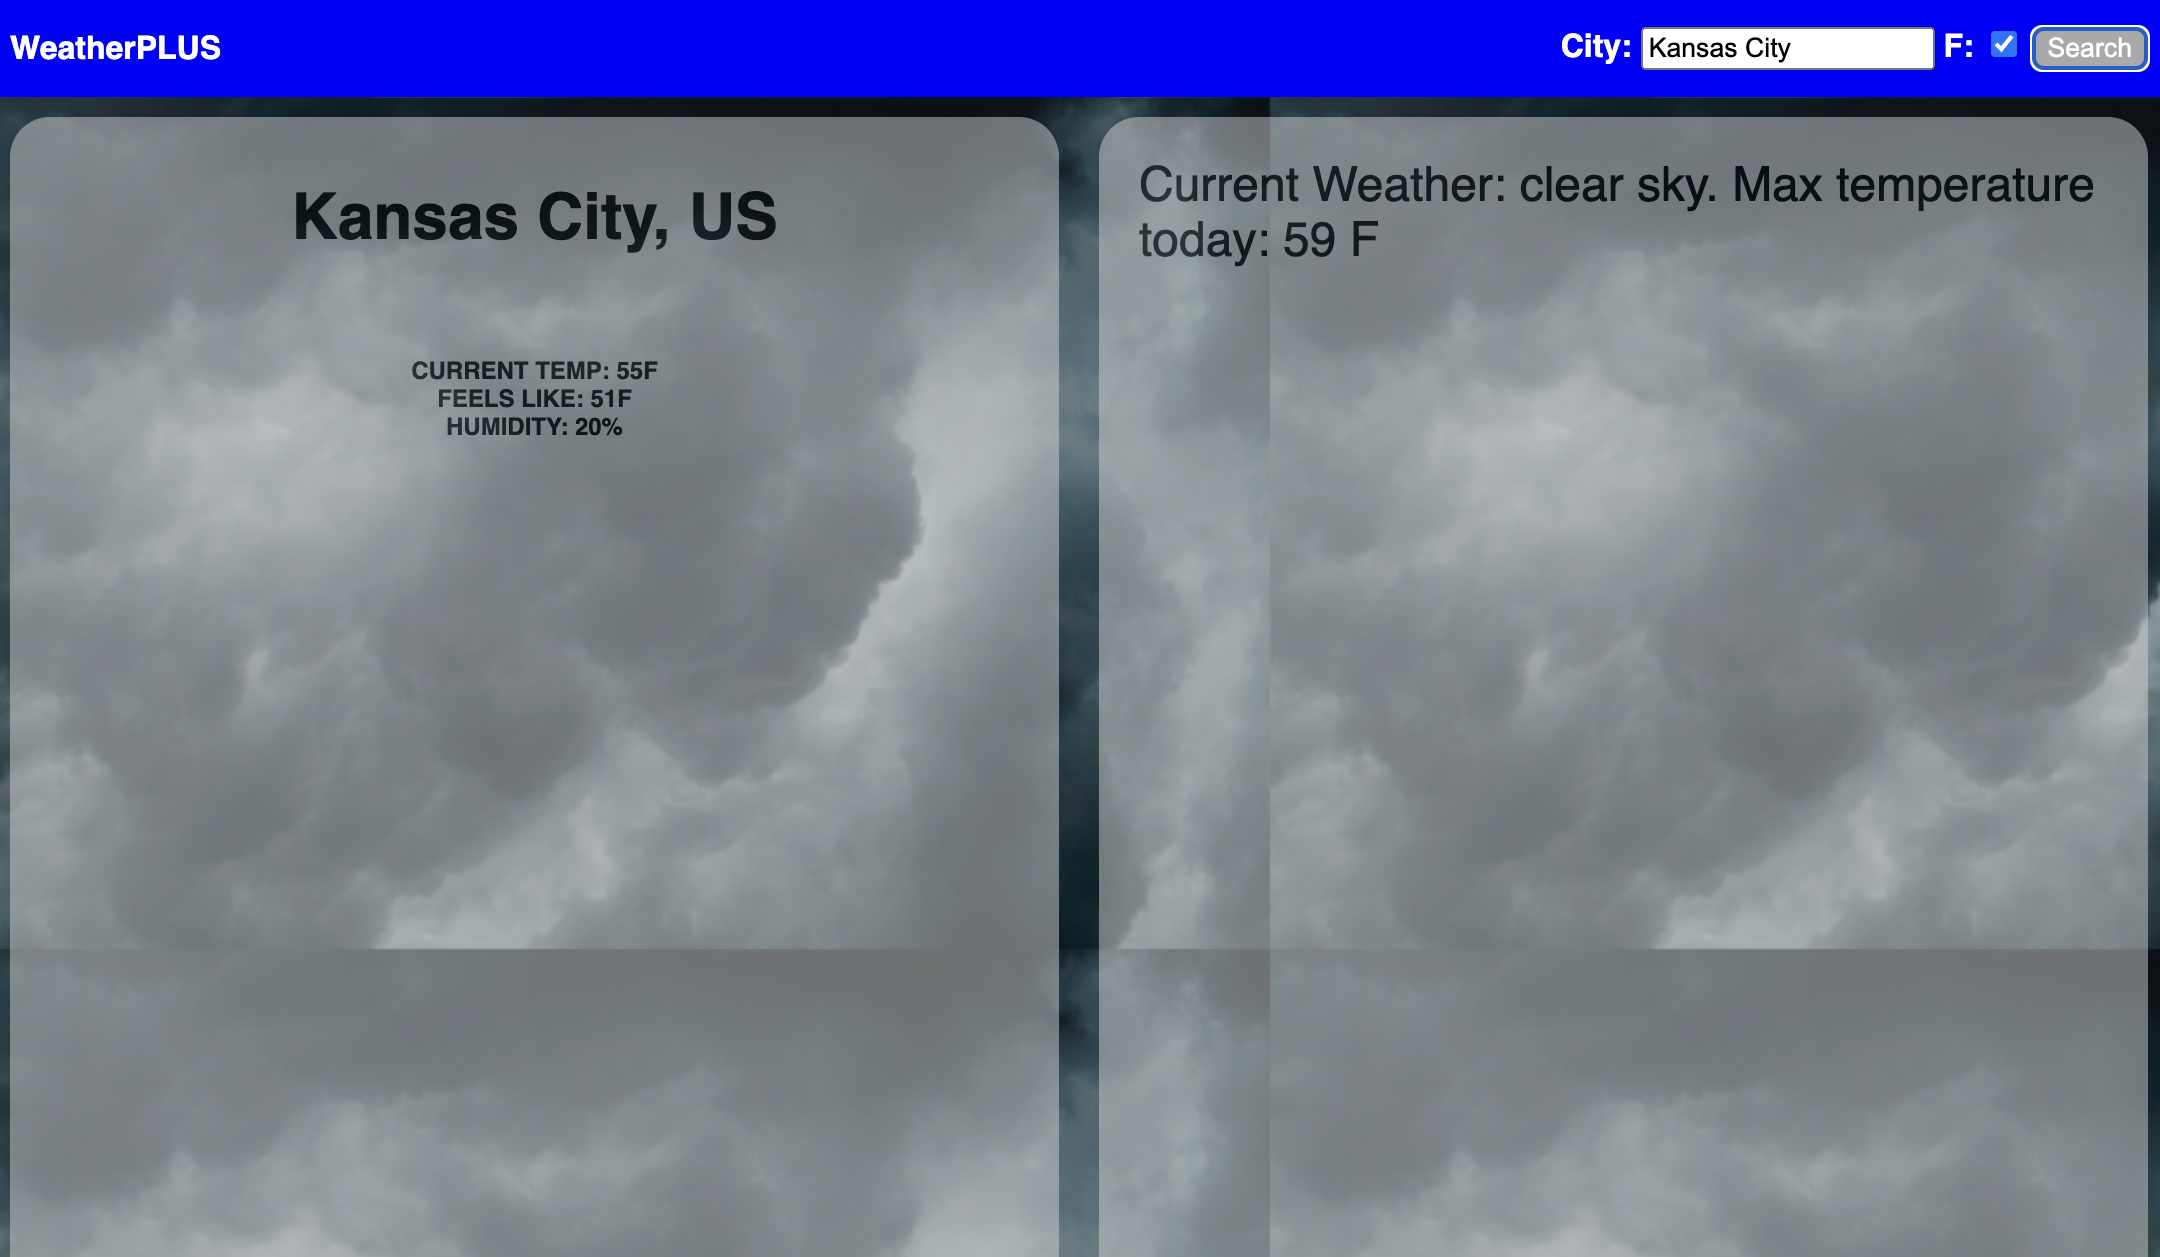 WeatherPLUS
City: Kansas City F: Search
Kansas City, US
CURRENT TEMP: 55F
FEELS LIKE: 51F
HUMIDITY: 20%
Current Weather: clear sky. Max temperature
today: 59 F